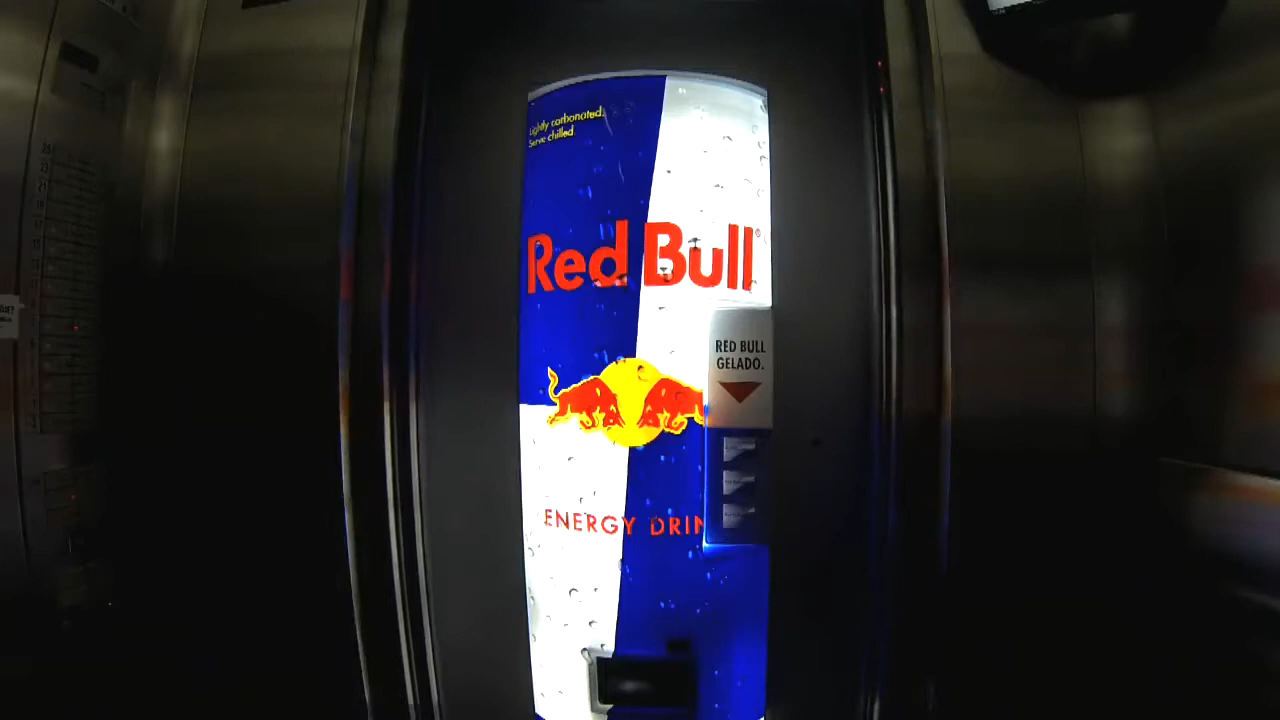 Lightly carbonated.
Serve chilled.
Red Bull®
RED BULL
GELADO.
ENERGY DRIN